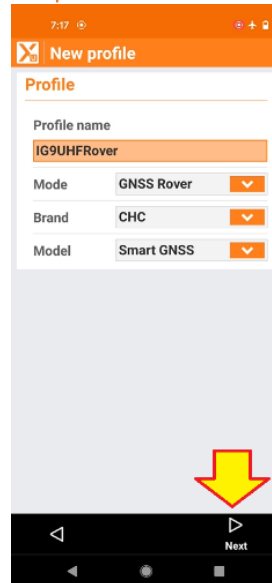 7:17
New profile
Profile
Profile name
IG9UHFRover
Mode GNSS Rover
Brand CHC
Model Smart GNSS
Next